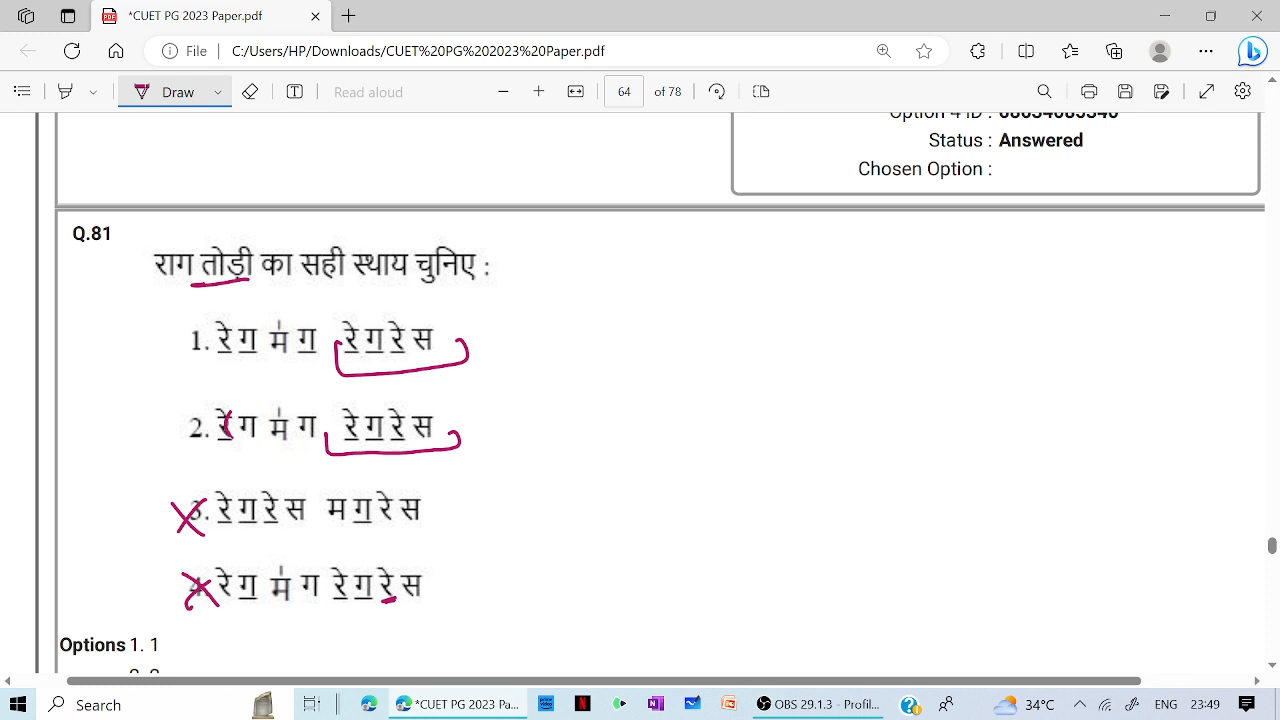 *CUET PG 2023 Paper.pdf
File C:/Users/HP/Downloads/CUET%20PG%202023%20Paper.pdf
Draw Read aloud 64 of 78
Status : Answered
Chosen Option :
Q.81
राग तोड़ी का सही स्थाय चुनिए :
1. रे॒ ग॒ म॑ ग॒ रे॒ ग॒ रे॒ स
2. रे॒ ग म॑ ग रे॒ ग॒ रे॒ स
3. रे॒ ग॒ रे॒ स म ग॒ रे स
4. रे ग॒ म॑ ग रे॒ ग॒ रे॒ स
Options 1. 1
Search *CUET PG 2023 Pa... OBS 29.1.3 - Profil... 34°C ENG 23:49